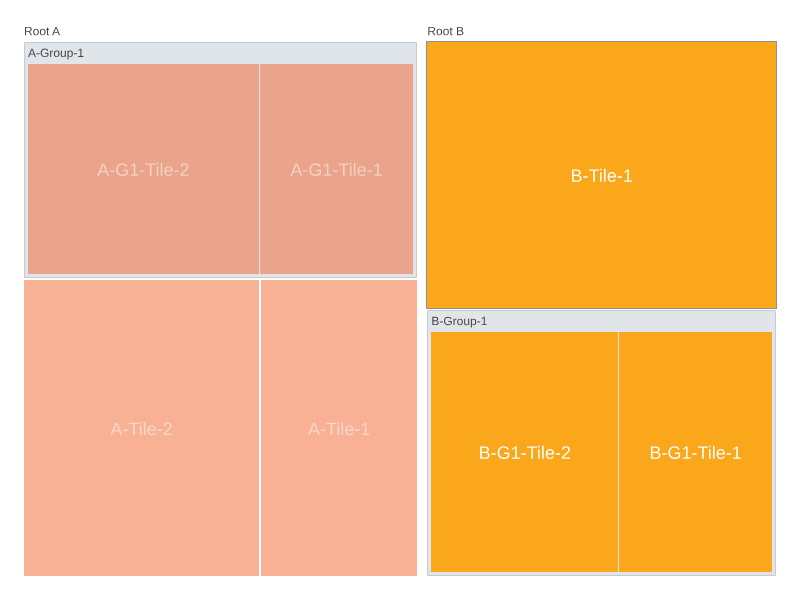 Root A
A-Group-1
A-G1-Tile-2
A-G1-Tile-1
A-Tile-2
A-Tile-1
Root B
B-Tile-1
B-Group-1
B-G1-Tile-2
B-G1-Tile-1